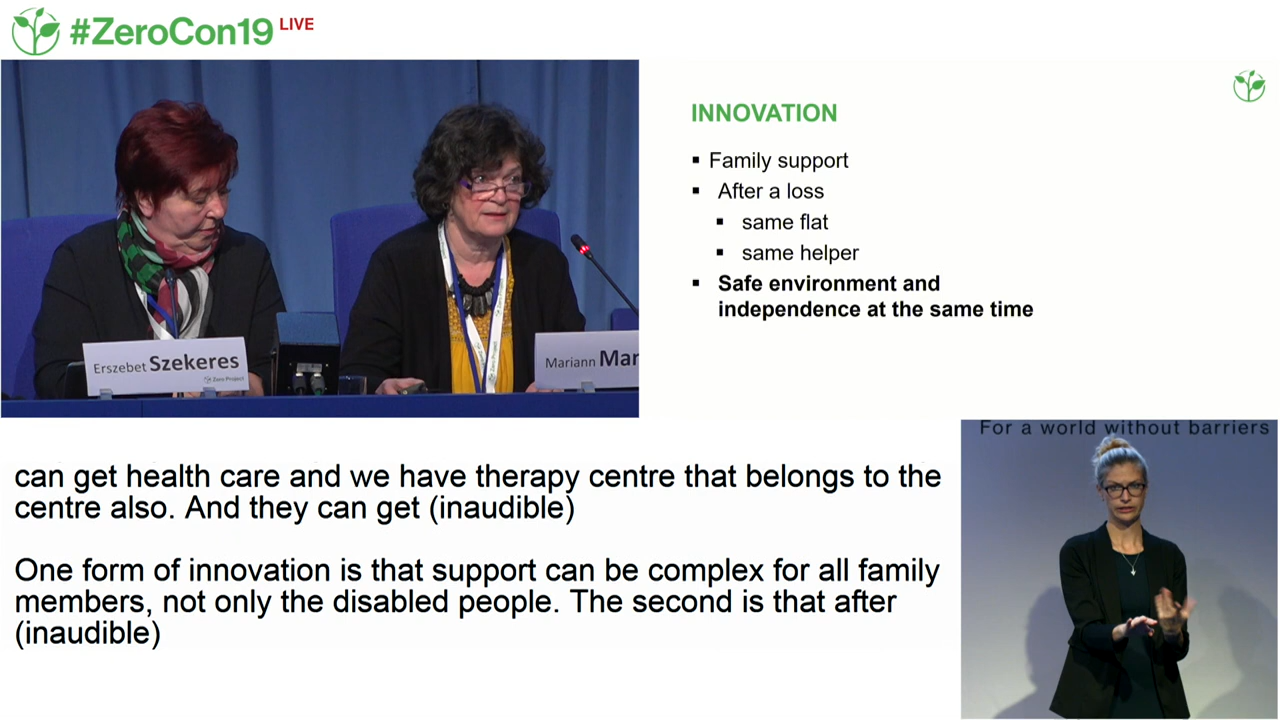 #ZeroCon19 LIVE
INNOVATION
▪ Family support
▪ After a loss
▪ same flat
▪ same helper
▪ Safe environment and
independence at the same time
Erszebet Szekeres
Zero Project
Mariann Mar
For a world without barriers
can get health care and we have therapy centre that belongs to the
centre also. And they can get (inaudible)
One form of innovation is that support can be complex for all family
members, not only the disabled people. The second is that after
(inaudible)